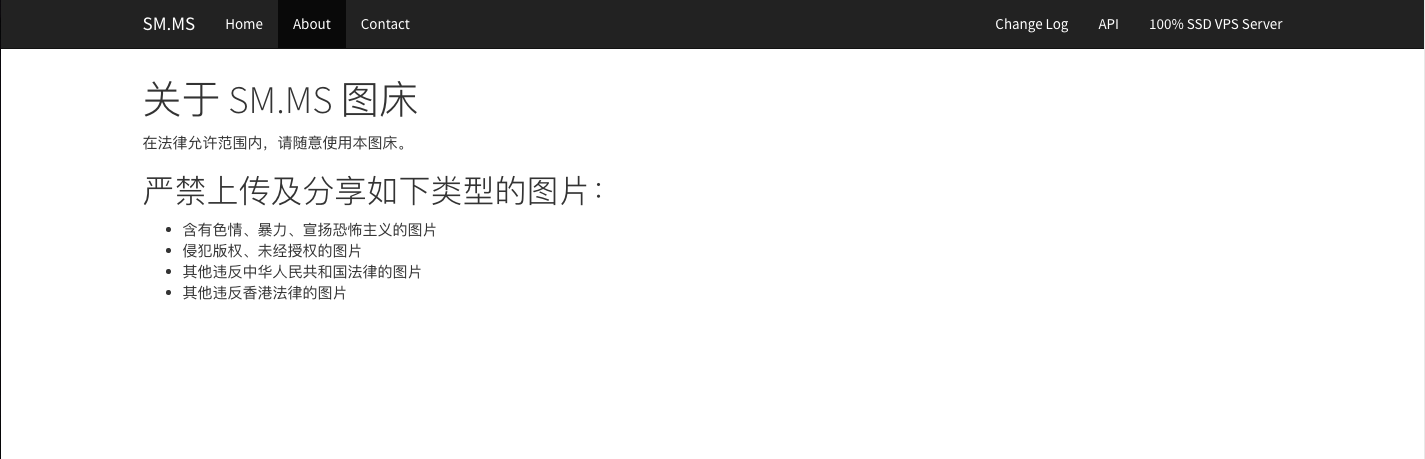 SM.MS Home About Contact Change Log API 100% SSD VPS Server
关于 SM.MS 图床
在法律允许范围内，请随意使用本图床。
严禁上传及分享如下类型的图片：
含有色情、暴力、宣扬恐怖主义的图片
侵犯版权、未经授权的图片
其他违反中华人民共和国法律的图片
其他违反香港法律的图片